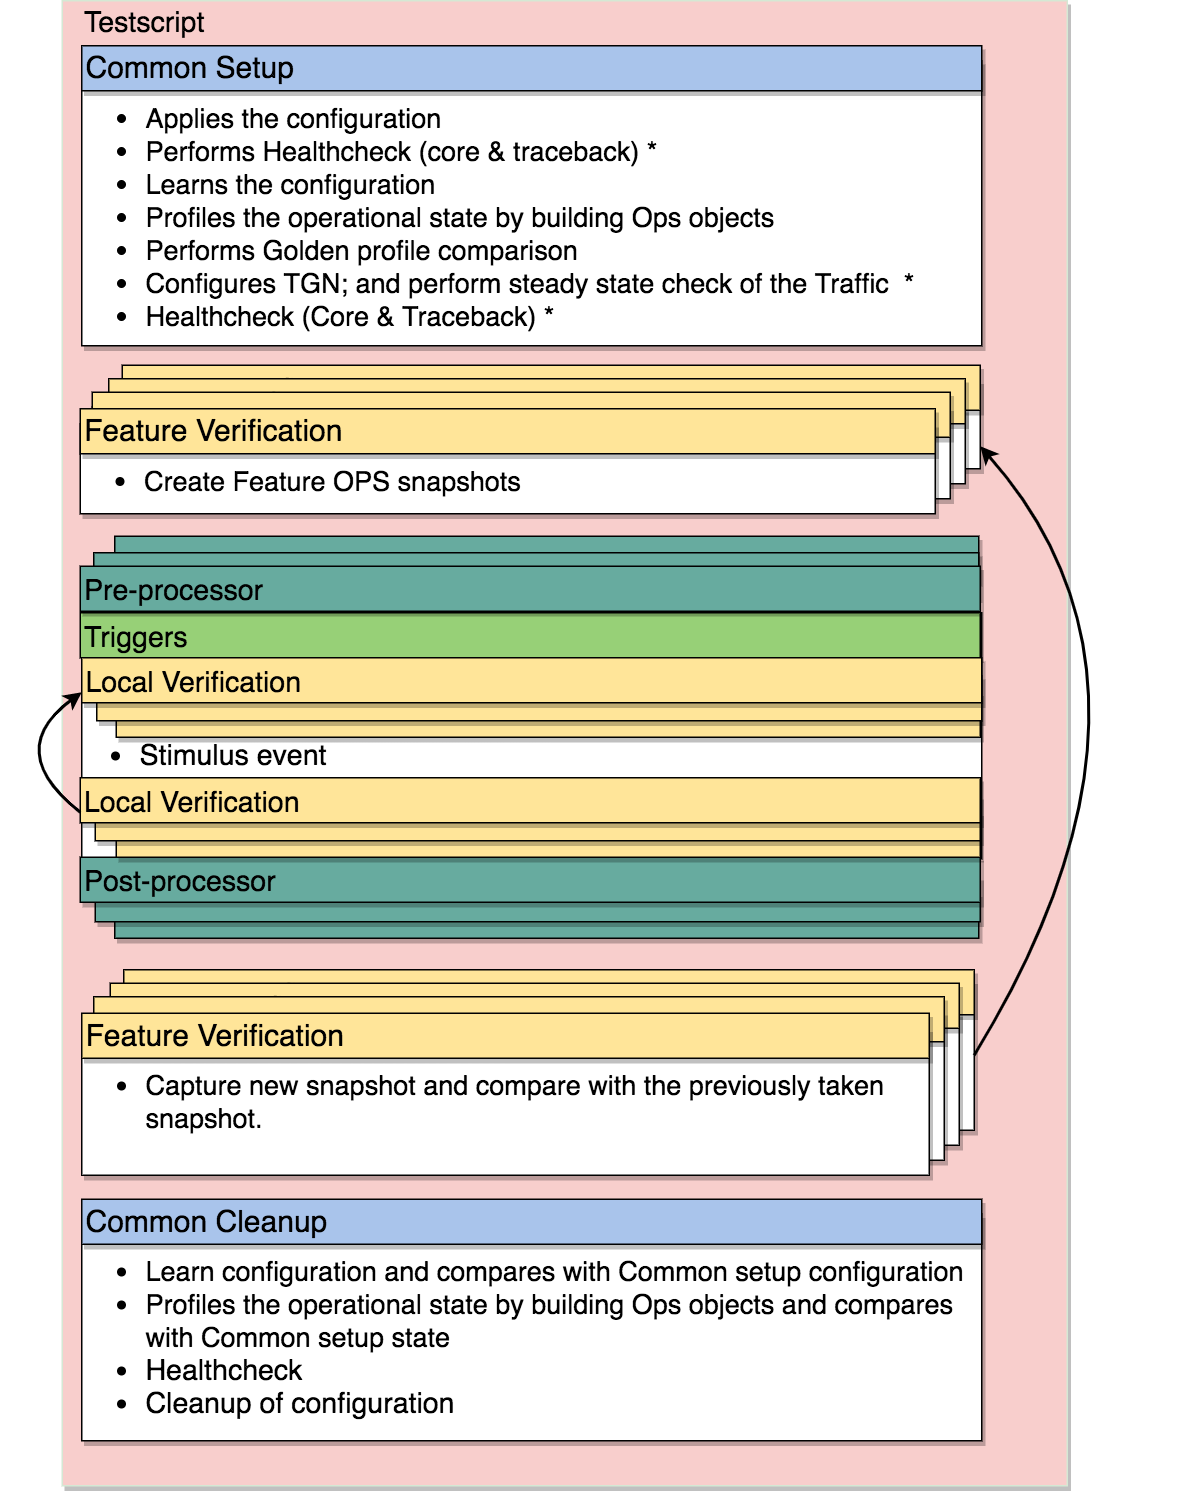 Testscript
Common Setup
• Applies the configuration
• Performs Healthcheck (core & traceback) *
• Learns the configuration
• Profiles the operational state by building Ops objects
• Performs Golden profile comparison
• Configures TGN; and perform steady state check of the Traffic *
• Healthcheck (Core & Traceback) *
Feature Verification
• Create Feature OPS snapshots
Pre-processor
Triggers
Local Verification
• Stimulus event
Local Verification
Post-processor
Feature Verification
• Capture new snapshot and compare with the previously taken
snapshot.
Common Cleanup
• Learn configuration and compares with Common setup configuration
• Profiles the operational state by building Ops objects and compares
with Common setup state
• Healthcheck
• Cleanup of configuration